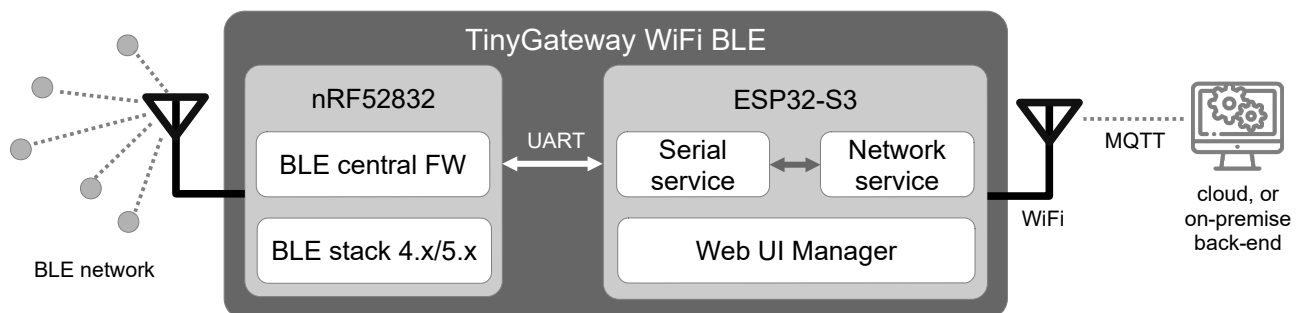 TinyGateway WiFi BLE
nRF52832
BLE central FW
BLE stack 4.x/5.x
BLE network
UART
ESP32-S3
Serial
service
Network
service
Web UI Manager
WiFi
MQTT
cloud, or
on-premise
back-end